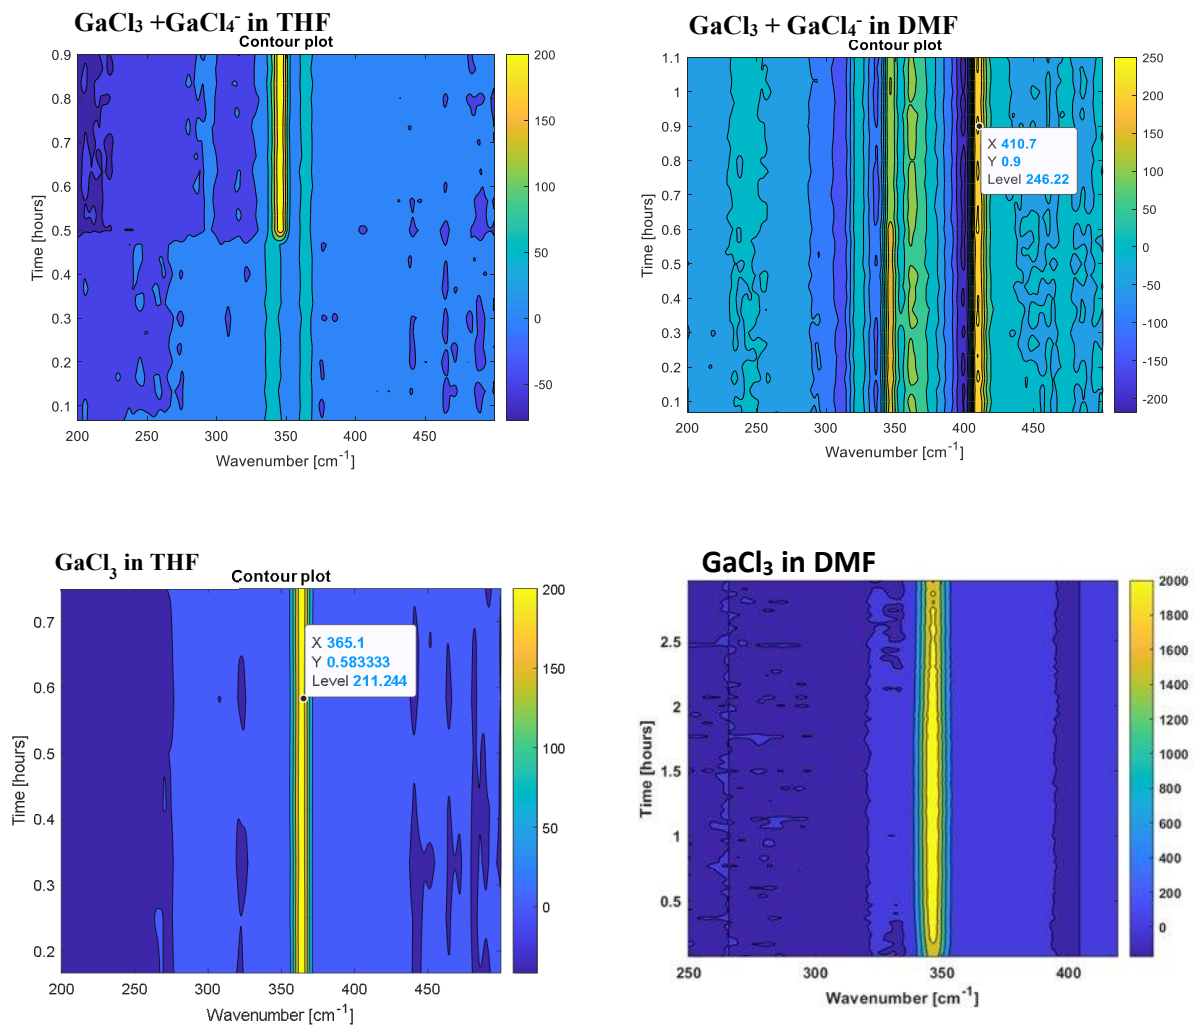 GaCl₃ +GaCl₄⁻ in THF
Contour plot
0.9
0.8
0.7
0.6
0.5
0.4
0.3
0.2
0.1
Time [hours]
200 250 300 350 400 450
Wavenumber [cm⁻¹]
200
150
100
50
0
-50
GaCl₃ + GaCl₄⁻ in DMF
Contour plot
1.1
1
0.9
0.8
0.7
0.6
0.5
0.4
0.3
0.2
0.1
Time [hours]
X 410.7
Y 0.9
Level 246.22
200 250 300 350 400 450
Wavenumber [cm⁻¹]
250
200
150
100
50
0
-50
-100
-150
-200
GaCl₃ in THF
Contour plot
0.7
0.6
0.5
0.4
0.3
0.2
Time [hours]
X 365.1
Y 0.583333
Level 211.244
200 250 300 350 400 450
Wavenumber [cm⁻¹]
200
150
100
50
0
GaCl₃ in DMF
2.5
2
1.5
1
0.5
Time [hours]
250 300 350 400
Wavenumber [cm⁻¹]
2000
1800
1600
1400
1200
1000
800
600
400
200
0